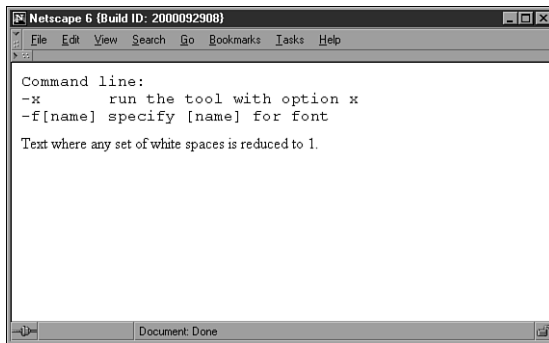 Netscape 6 {Build ID: 2000092908}
File Edit View Search Go Bookmarks Tasks Help
Command line:
-x       run the tool with option x
-f[name] specify [name] for font
Text where any set of white spaces is reduced to 1.
Document: Done